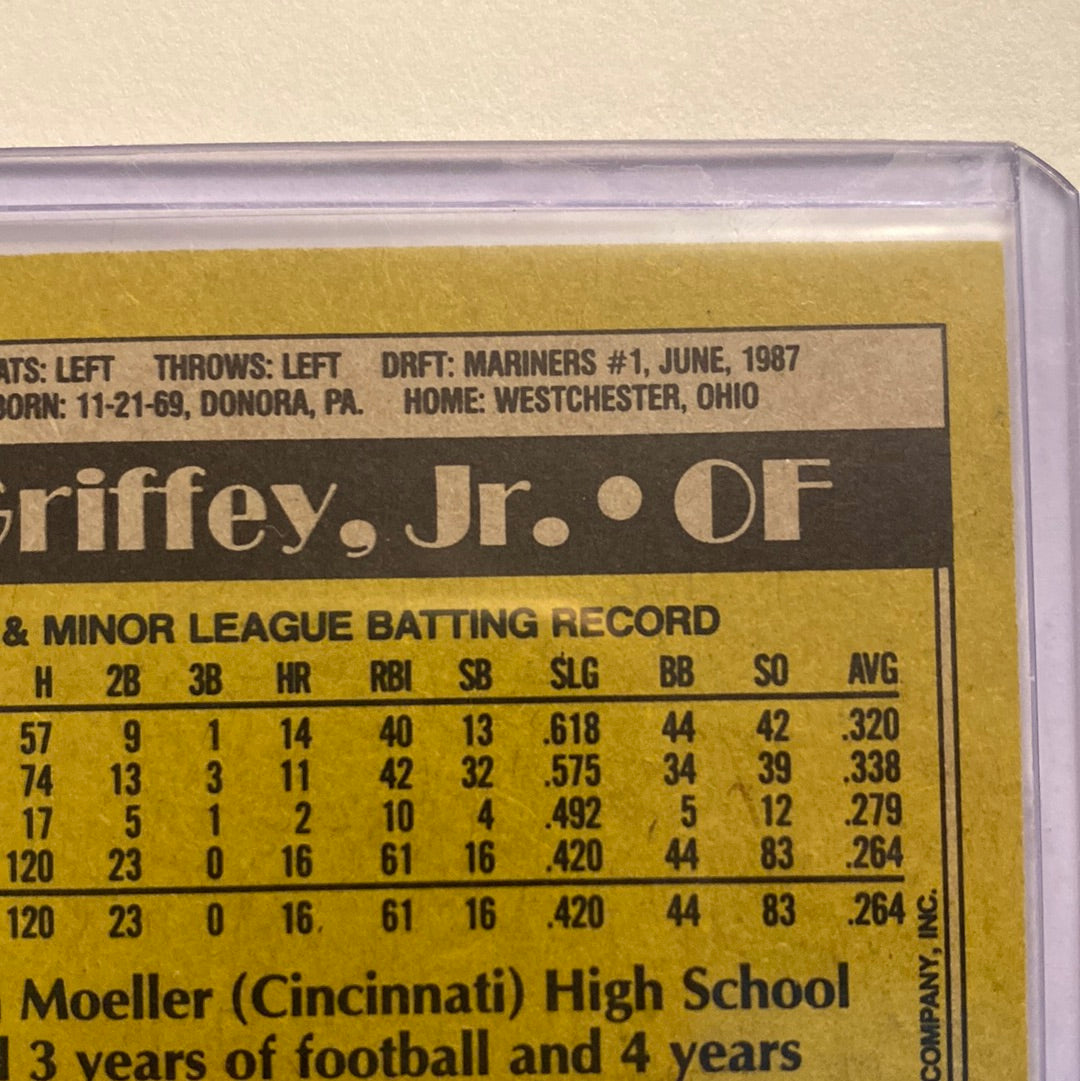 ATS: LEFT THROWS: LEFT DRFT: MARINERS #1, JUNE, 1987
BORN: 11-21-69, DONORA, PA. HOME: WESTCHESTER, OHIO
Griffey, Jr. • OF
& MINOR LEAGUE BATTING RECORD
H 2B 3B HR RBI SB SLG BB SO AVG
57 9 1 14 40 13 .618 44 42 .320
74 13 3 11 42 32 .575 34 39 .338
17 5 1 2 10 4 .492 5 12 .279
120 23 0 16 61 16 .420 44 83 .264
120 23 0 16 61 16 .420 44 83 .264
Moeller (Cincinnati) High School
3 years of football and 4 years
COMPANY, INC.